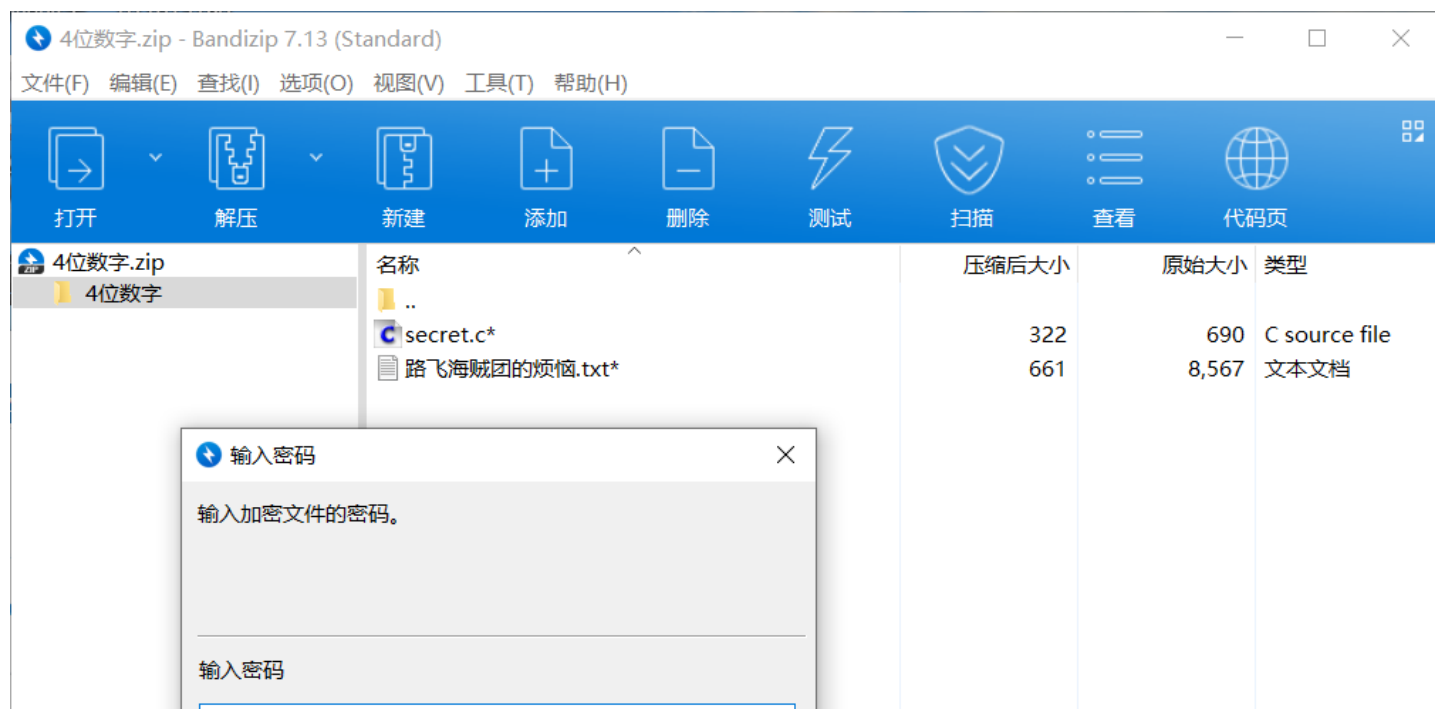 4位数字.zip - Bandizip 7.13 (Standard)
文件(F) 编辑(E) 查找(I) 选项(O) 视图(V) 工具(T) 帮助(H)
打开 解压 新建 添加 删除 测试 扫描 查看 代码页
4位数字.zip
4位数字
名称 压缩后大小 原始大小 类型
..
secret.c* 322 690 C source file
路飞海贼团的烦恼.txt* 661 8,567 文本文档
输入密码
输入加密文件的密码。
输入密码